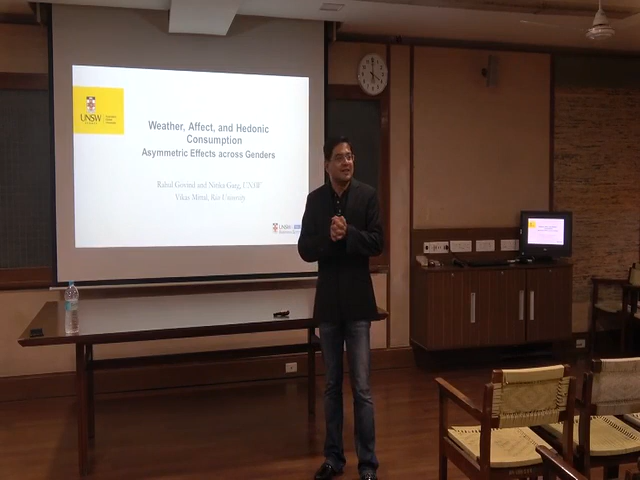 UNSW
Weather, Affect, and Hedonic
Consumption
Asymmetric Effects across Genders
Rahul Govind and Nitika Garg, UNSW
Vikas Mittal, Rice University
UNSW